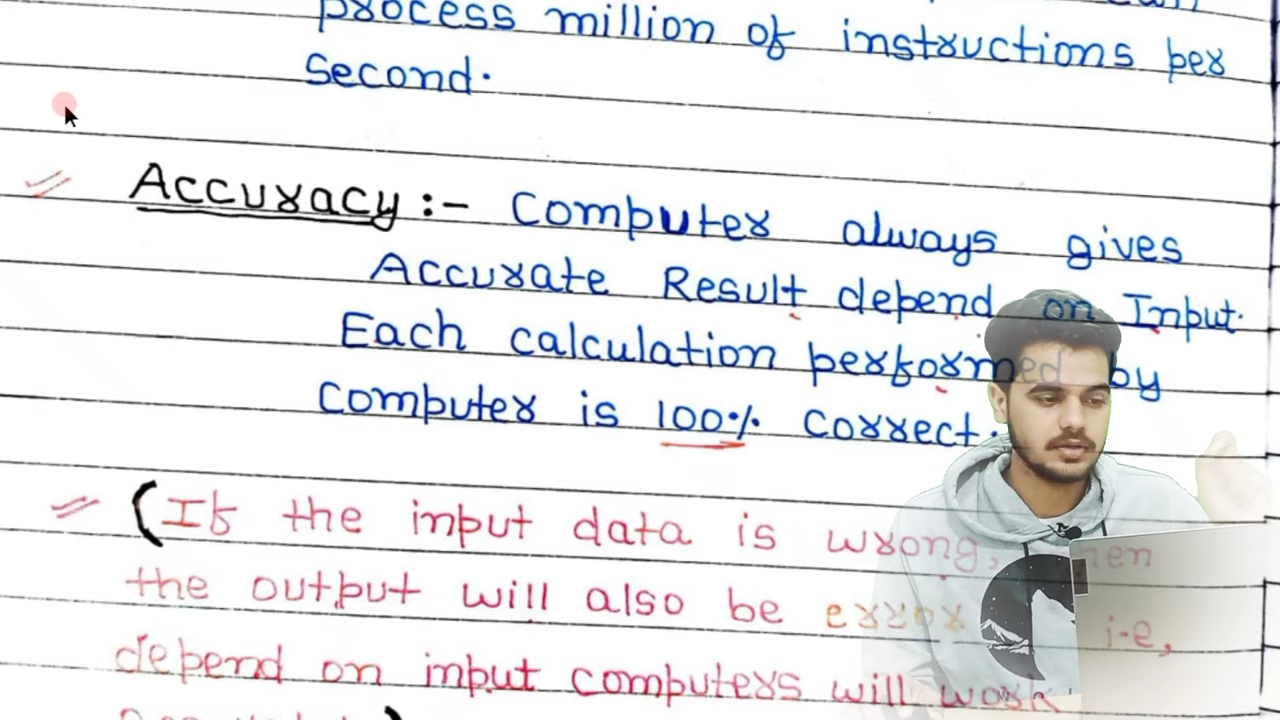 process million of instructions per
second.
Accuracy :- Computer always gives
Accurate Result depend on Input.
Each calculation performed by
computer is 100% correct.
(If the input data is wrong, then
the output will also be error i.e,
depend on input computers will work